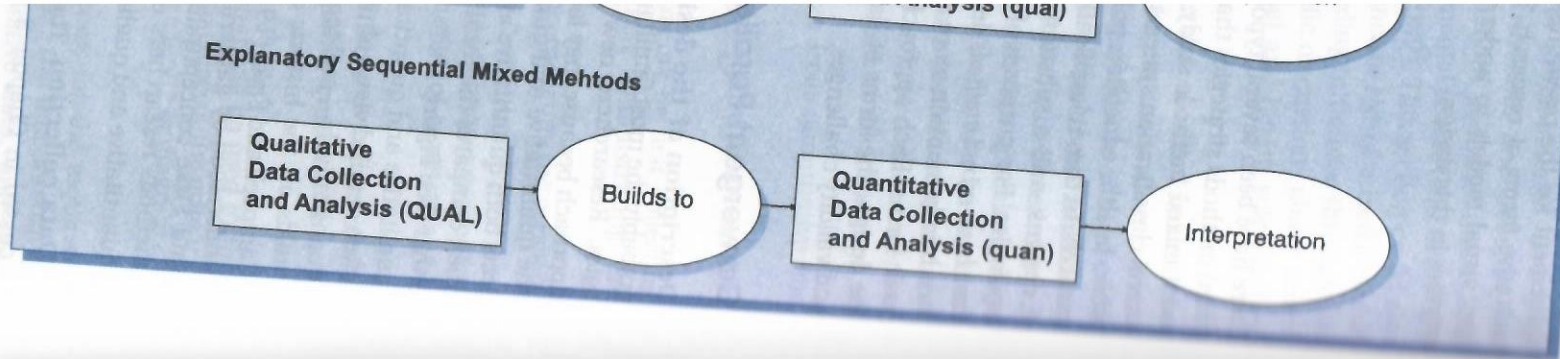 (qual)
Explanatory Sequential Mixed Mehtods
Qualitative
Data Collection
and Analysis (QUAL)
Builds to
Quantitative
Data Collection
and Analysis (quan)
Interpretation